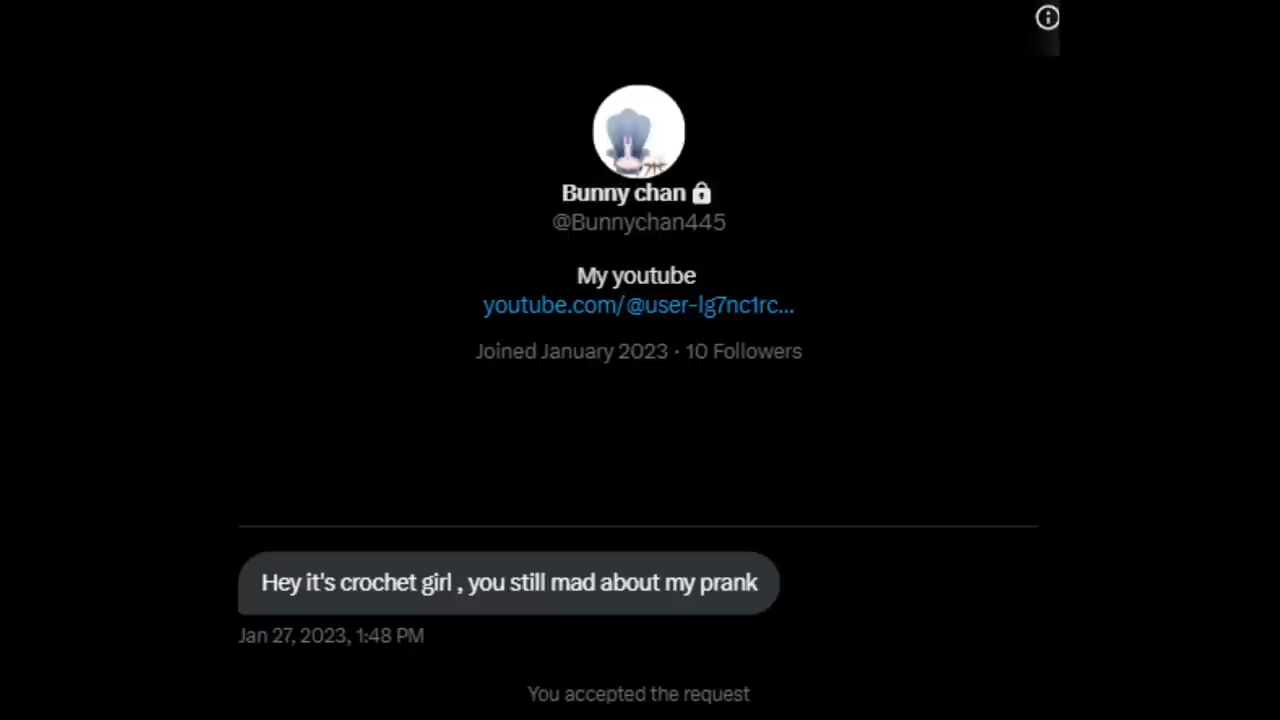 Bunny chan
@Bunnychan445
My youtube
youtube.com/@user-lg7nc1rc...
Joined January 2023 · 10 Followers
Hey it's crochet girl , you still mad about my prank
Jan 27, 2023, 1:48 PM
You accepted the request